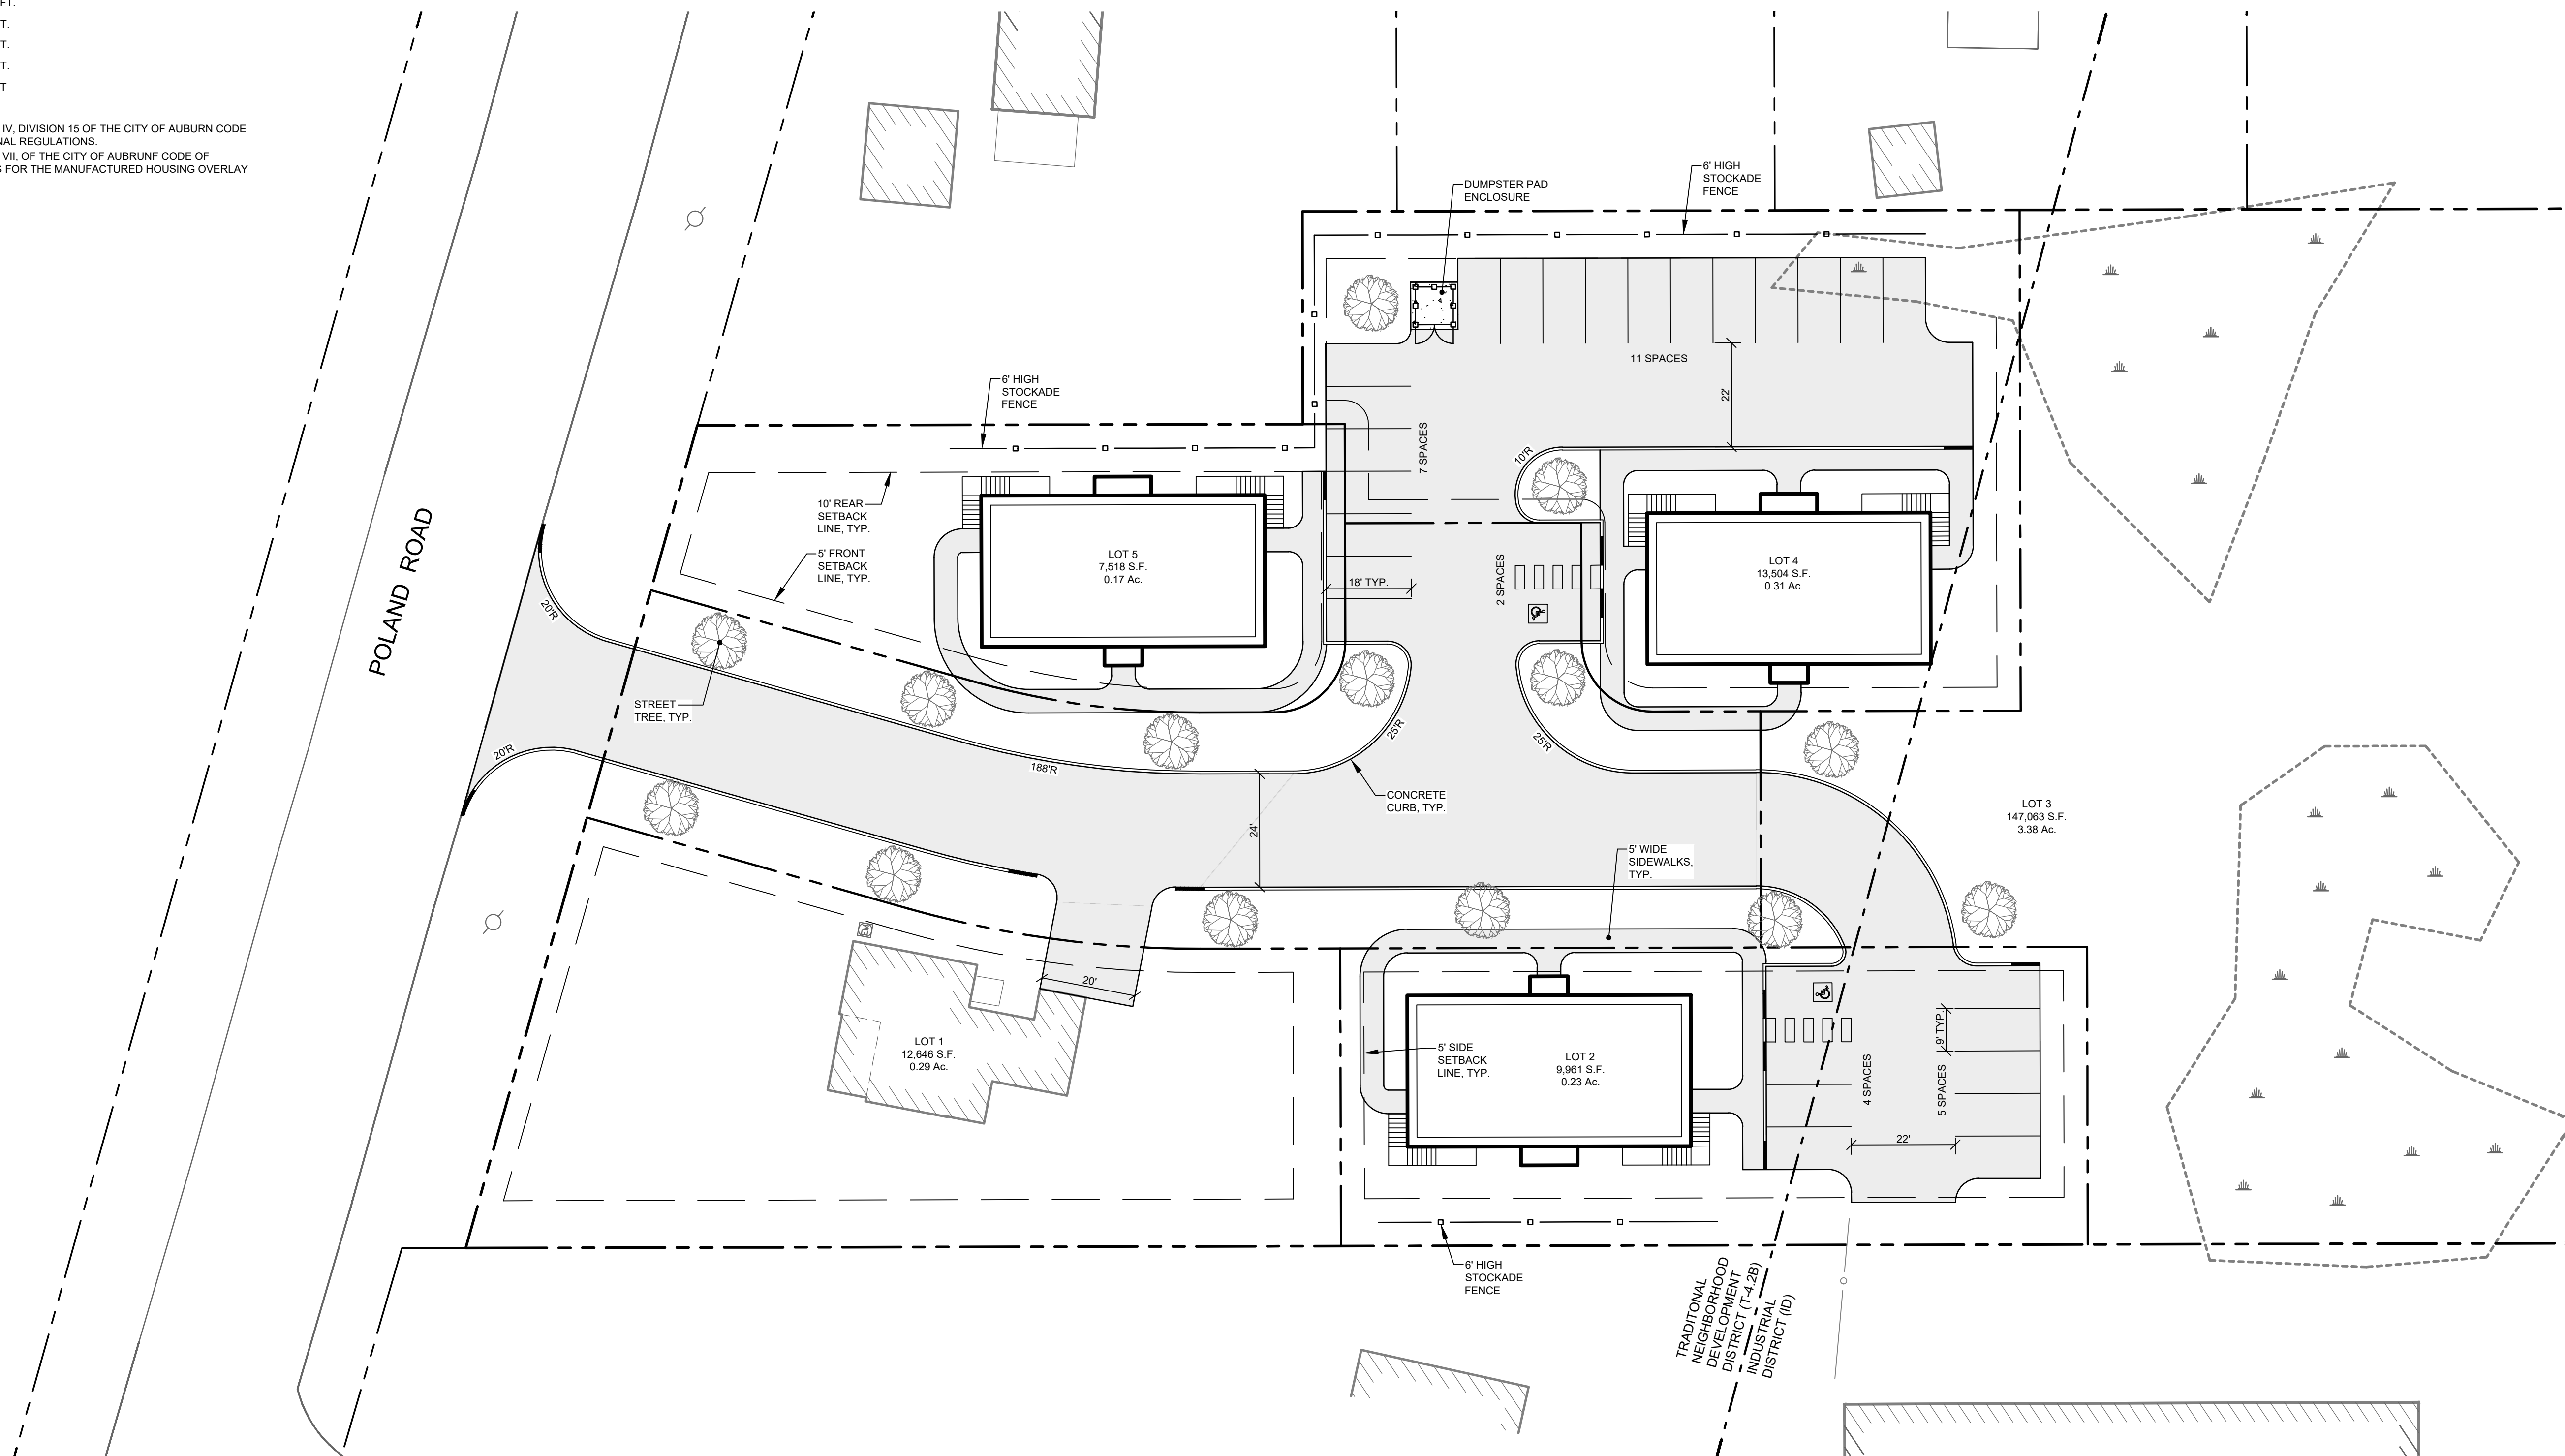 FT.
T.
T.
T.
T
IV, DIVISION 15 OF THE CITY OF AUBURN CODE
NAL REGULATIONS.
VII, OF THE CITY OF AUBRUNF CODE OF
S FOR THE MANUFACTURED HOUSING OVERLAY
DUMPSTER PAD
ENCLOSURE
6' HIGH
STOCKADE
FENCE
11 SPACES
22'
6' HIGH
STOCKADE
FENCE
7 SPACES
10'R
10' REAR
SETBACK
LINE, TYP.
5' FRONT
SETBACK
LINE, TYP.
LOT 5
7,518 S.F.
0.17 Ac.
18' TYP.
2 SPACES
LOT 4
13,504 S.F.
0.31 Ac.
POLAND ROAD
20'R
STREET
TREE, TYP.
20'R
188'R
25'R
25'R
CONCRETE
CURB, TYP.
24'
LOT 3
147,063 S.F.
3.38 Ac.
5' WIDE
SIDEWALKS,
TYP.
EM
20'
LOT 1
12,646 S.F.
0.29 Ac.
5' SIDE
SETBACK
LINE, TYP.
LOT 2
9,961 S.F.
0.23 Ac.
4 SPACES
9' TYP.
5 SPACES
22'
6' HIGH
STOCKADE
FENCE
TRADITONAL
NEIGHBORHOOD
DEVELOPMENT
DISTRICT (T-4.2B)
INDUSTRIAL
DISTRICT (ID)